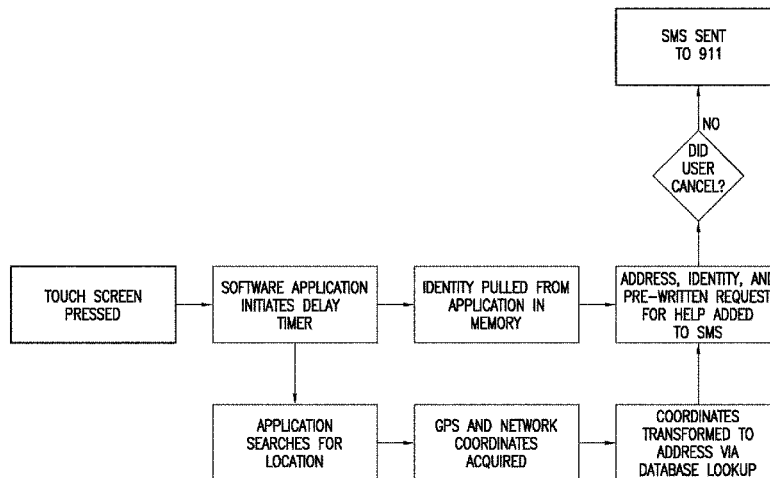 SMS SENT
TO 911
NO
DID
USER
CANCEL?
TOUCH SCREEN
PRESSED
SOFTWARE APPLICATION
INITIATES DELAY
TIMER
IDENTITY PULLED FROM
APPLICATION IN
MEMORY
ADDRESS, IDENTITY, AND
PRE-WRITTEN REQUEST
FOR HELP ADDED
TO SMS
APPLICATION
SEARCHES FOR
LOCATION
GPS AND NETWORK
COORDINATES
ACQUIRED
COORDINATES
TRANSFORMED TO
ADDRESS VIA
DATABASE LOOKUP